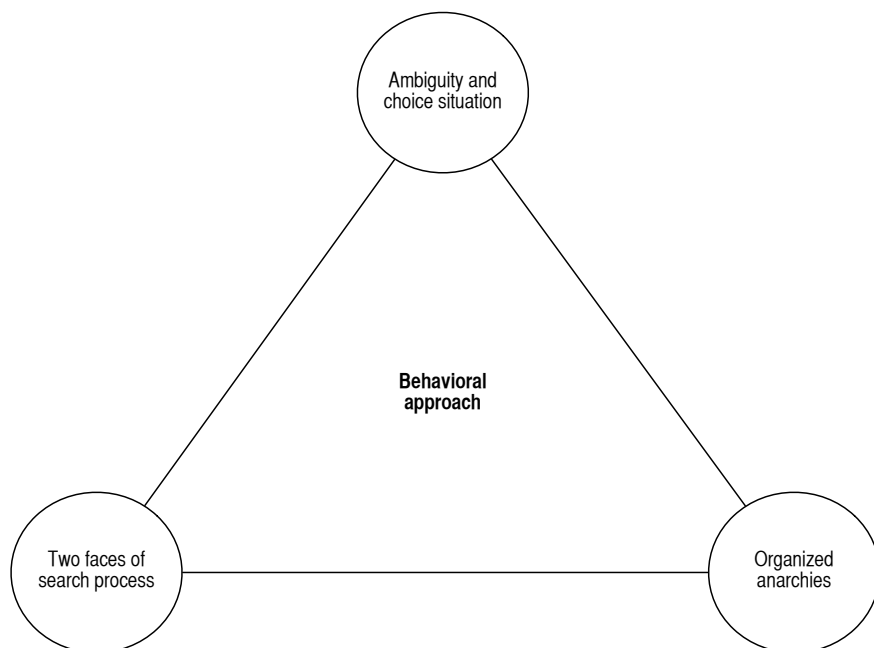 Ambiguity and
choice situation
Behavioral
approach
Two faces of
search process
Organized
anarchies